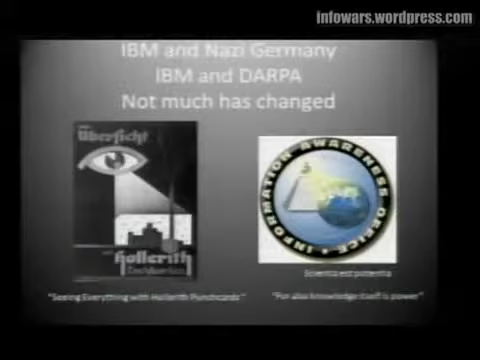 infowars.wordpress.com
IBM and Nazi Germany
IBM and DARPA
Not much has changed
Übersicht
Hollerith
INFORMATION AWARENESS OFFICE
Scientia est potentia
"Seeing Everything with Hollerith Punchcards"
"For also knowledge itself is power"